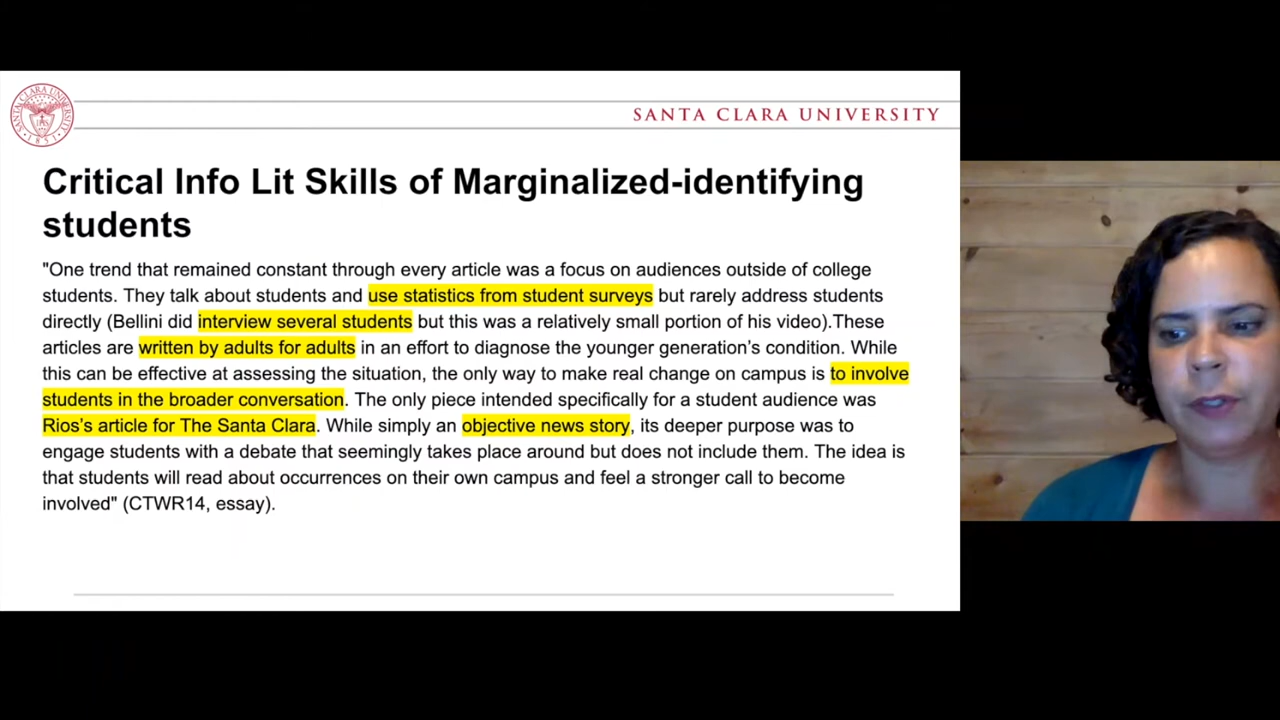 SANTA CLARA UNIVERSITY
SANTA CLARA UNIVERSITY
1851
Critical Info Lit Skills of Marginalized-identifying
students
"One trend that remained constant through every article was a focus on audiences outside of college
students. They talk about students and use statistics from student surveys but rarely address students
directly (Bellini did interview several students but this was a relatively small portion of his video).These
articles are written by adults for adults in an effort to diagnose the younger generation’s condition. While
this can be effective at assessing the situation, the only way to make real change on campus is to involve
students in the broader conversation. The only piece intended specifically for a student audience was
Rios’s article for The Santa Clara. While simply an objective news story, its deeper purpose was to
engage students with a debate that seemingly takes place around but does not include them. The idea is
that students will read about occurrences on their own campus and feel a stronger call to become
involved" (CTWR14, essay).